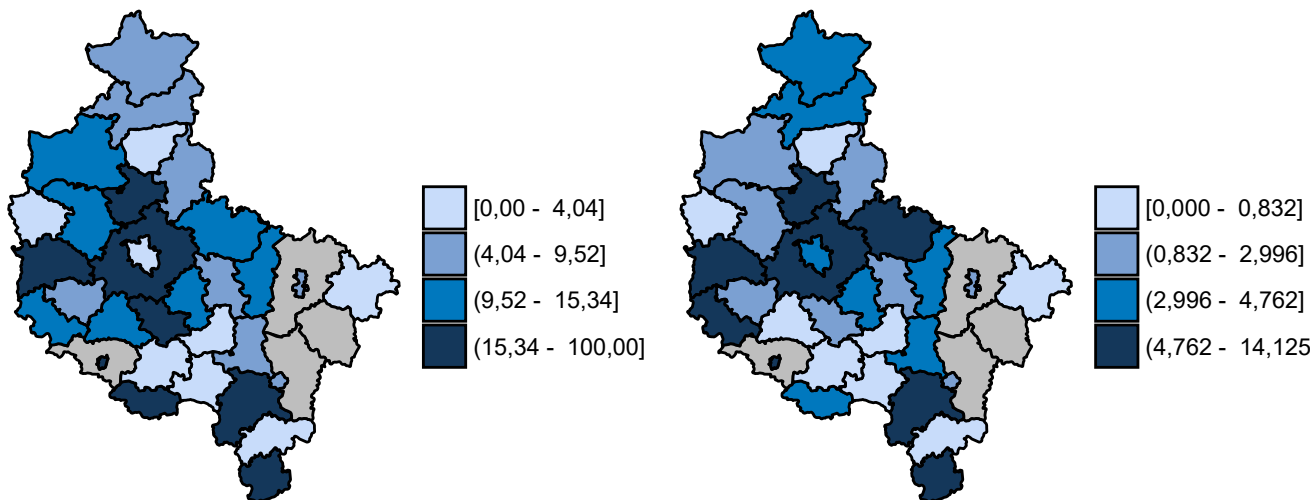 [0,00 - 4,04]
(4,04 - 9,52]
(9,52 - 15,34]
(15,34 - 100,00]
[0,000 - 0,832]
(0,832 - 2,996]
(2,996 - 4,762]
(4,762 - 14,125